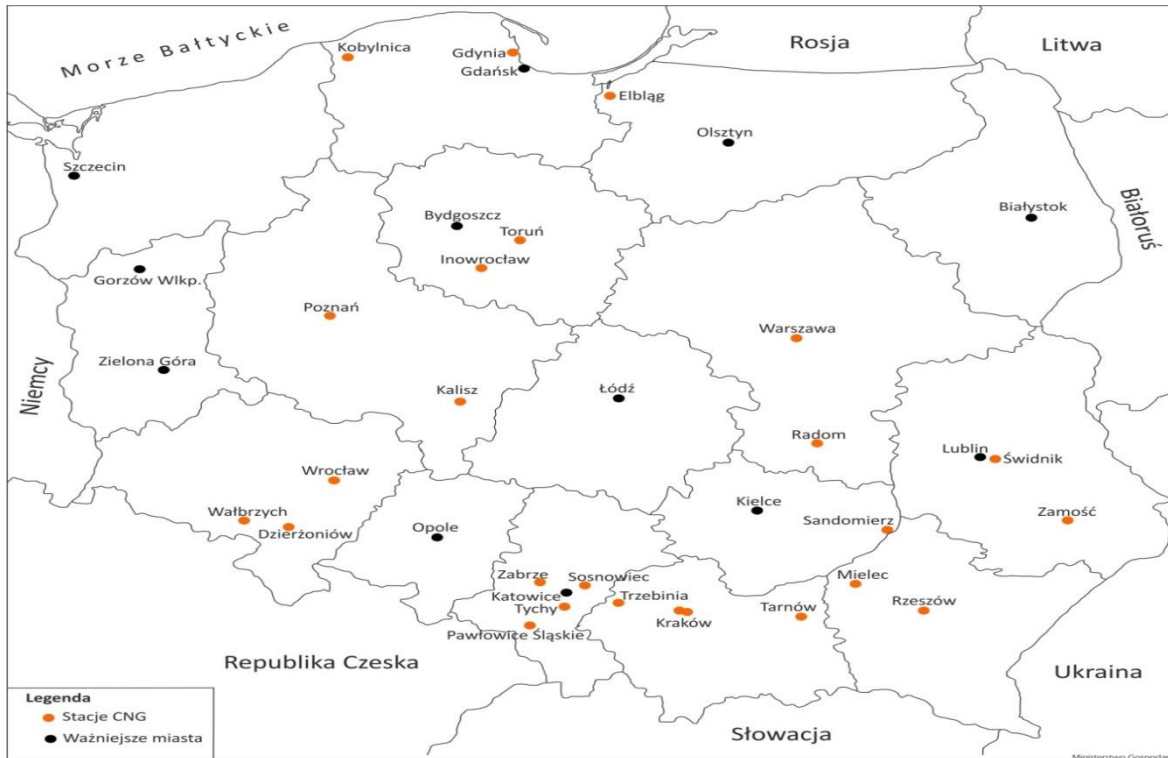 Morze Bałtyckie
Kobylnica
Gdynia
Gdańsk
Rosja
Litwa
Elbląg
Olsztyn
Szczecin
Białystok
Białoruś
Bydgoszcz
Toruń
Inowrocław
Gorzów Wlkp.
Poznań
Warszawa
Niemcy
Zielona Góra
Kalisz
Łódź
Radom
Lublin
Świdnik
Wrocław
Wałbrzych
Dzierżoniów
Opole
Kielce
Sandomierz
Zamość
Zabrze
Sosnowiec
Katowice
Tychy
Trzebinia
Kraków
Tarnów
Mielec
Rzeszów
Pawłowice Śląskie
Republika Czeska
Ukraina
Słowacja
Legenda
Stacje CNG
Ważniejsze miasta
Ministerstwo